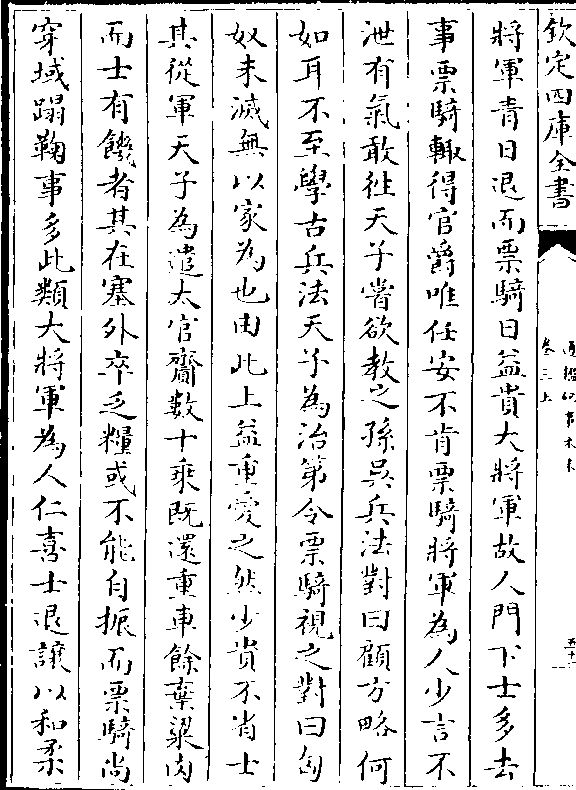 欽定四庫全書
通鑑紀事本末
卷三上
將軍青日退而票騎日益貴大將軍故人門下士多去
事票騎輙得官爵唯任安不肯票騎將軍為人少言不
泄有氣敢徃天子嘗欲教之孫吳兵法對曰顧方略何
如耳不至學古兵法天子為治第令票騎視之對曰匈
奴未滅無以家為也由此上益重愛之然少貴不省士
其從軍天子為遣太官齎數十乘既還重車餘棄粱肉
而士有饑者其在塞外卒乏糧或不能自振而票騎尚
穿域蹋鞠事多此類大將軍為人仁喜士退讓以和柔